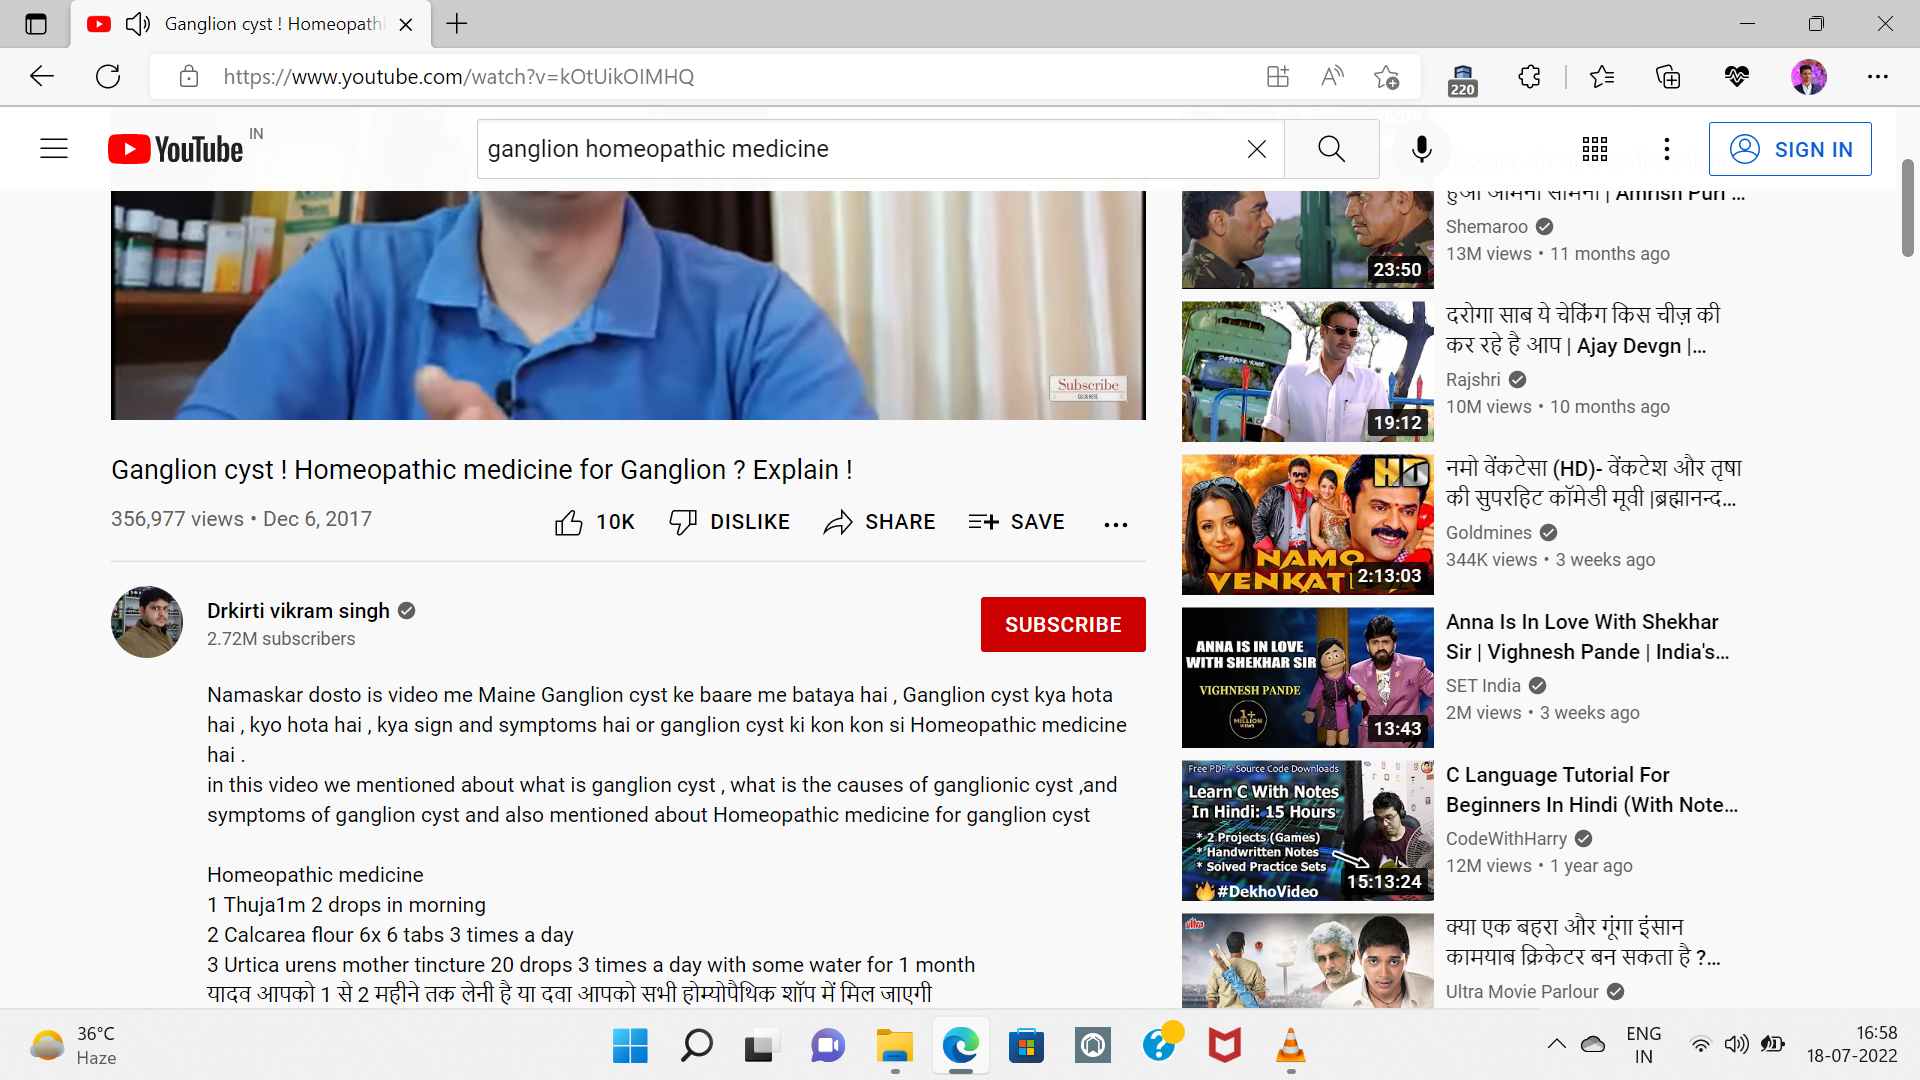 Ganglion cyst ! Homeopathi
https://www.youtube.com/watch?v=kOtUikOIMHQ
220
YouTube IN
ganglion homeopathic medicine
SIGN IN
हुआ आमना सामना | Amrish Puri ...
Shemaroo
13M views • 11 months ago
23:50
दरोगा साब ये चेकिंग किस चीज़ की
कर रहे है आप | Ajay Devgn |...
Rajshri
10M views • 10 months ago
19:12
Subscribe
CLICK HERE
Ganglion cyst ! Homeopathic medicine for Ganglion ? Explain !
356,977 views • Dec 6, 2017
10K
DISLIKE
SHARE
SAVE
Drkirti vikram singh
2.72M subscribers
SUBSCRIBE
Namaskar dosto is video me Maine Ganglion cyst ke baare me bataya hai , Ganglion cyst kya hota
hai , kyo hota hai , kya sign and symptoms hai or ganglion cyst ki kon kon si Homeopathic medicine
hai .
in this video we mentioned about what is ganglion cyst , what is the causes of ganglionic cyst ,and
symptoms of ganglion cyst and also mentioned about Homeopathic medicine for ganglion cyst
Homeopathic medicine
1 Thuja1m 2 drops in morning
2 Calcarea flour 6x 6 tabs 3 times a day
3 Urtica urens mother tincture 20 drops 3 times a day with some water for 1 month
यादव आपको 1 से 2 महीने तक लेनी है या दवा आपको सभी होम्योपैथिक शॉप में मिल जाएगी
HD
NAMO
VENKAT
2:13:03
नमो वेंकटेसा (HD)- वेंकटेश और तृषा
की सुपरहिट कॉमेडी मूवी |ब्रह्मानन्द...
Goldmines
344K views • 3 weeks ago
ANNA IS IN LOVE
WITH SHEKHAR SIR
VIGHNESH PANDE
1+
MILLION
VIEWS
13:43
Anna Is In Love With Shekhar
Sir | Vighnesh Pande | India's...
SET India
2M views • 3 weeks ago
Free PDF + Source Code Downloads
Learn C With Notes
In Hindi: 15 Hours
* 2 Projects (Games)
* Handwritten Notes
* Solved Practice Sets
#DekhoVideo
15:13:24
C Language Tutorial For
Beginners In Hindi (With Note...
CodeWithHarry
12M views • 1 year ago
ultra
क्या एक बहरा और गूंगा इंसान
कामयाब क्रिकेटर बन सकता है ?...
Ultra Movie Parlour
36°C
Haze
ENG
IN
16:58
18-07-2022